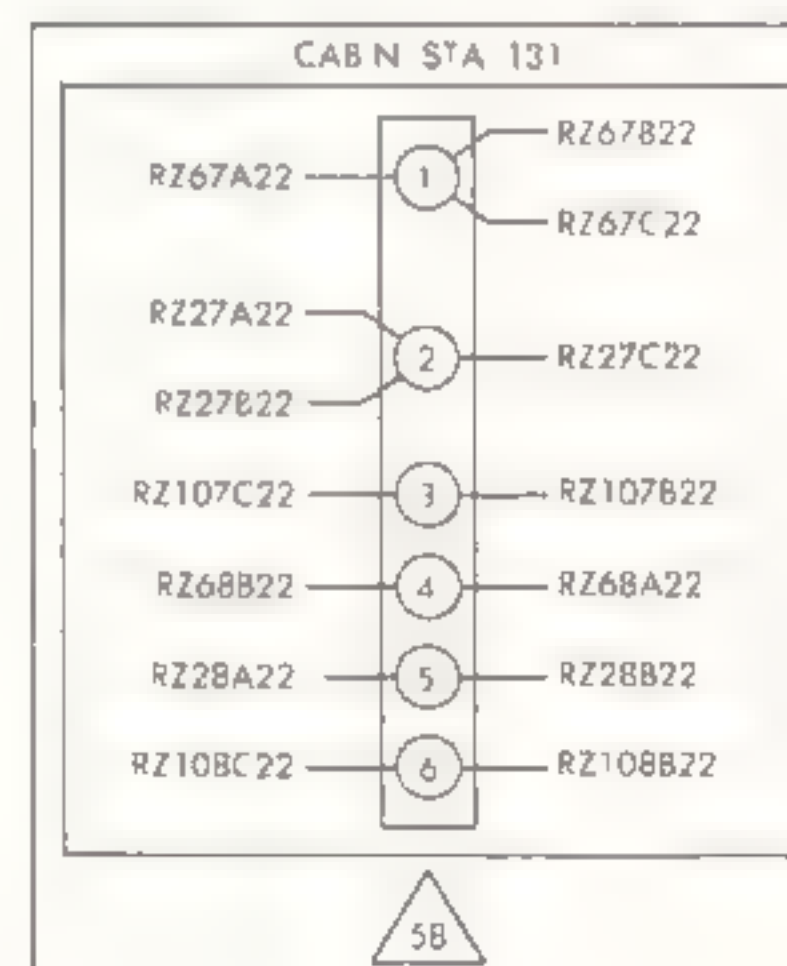 CABIN STA 131
RZ67B22
RZ67A22 1
RZ67C22
RZ27A22
2 RZ27C22
RZ27B22
RZ107C22 3 RZ107B22
RZ68B22 4 RZ68A22
RZ28A22 5 RZ28B22
RZ108C22 6 RZ108B22
58